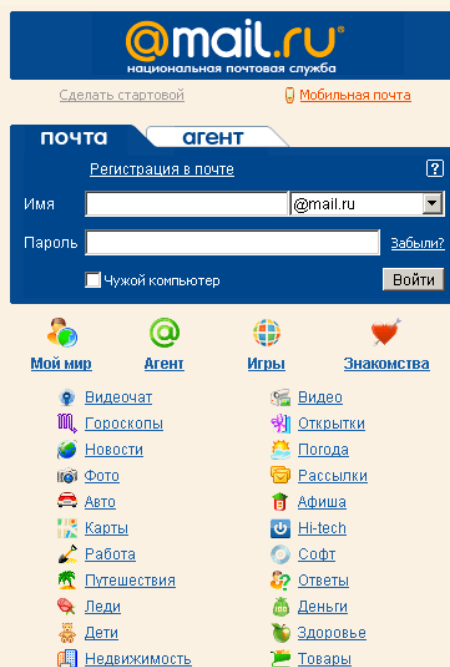 @mail.ru®
национальная почтовая служба
Сделать стартовой Мобильная почта
почта агент
Регистрация в почте ?
Имя @mail.ru
Пароль Забыли?
Чужой компьютер Войти
Мой мир Агент Игры Знакомства
Видеочат Видео
Гороскопы Открытки
Новости Погода
Фото Рассылки
Авто Афиша
Карты Hi-tech
Работа Софт
Путешествия Ответы
Леди Деньги
Дети Здоровье
Недвижимость Товары